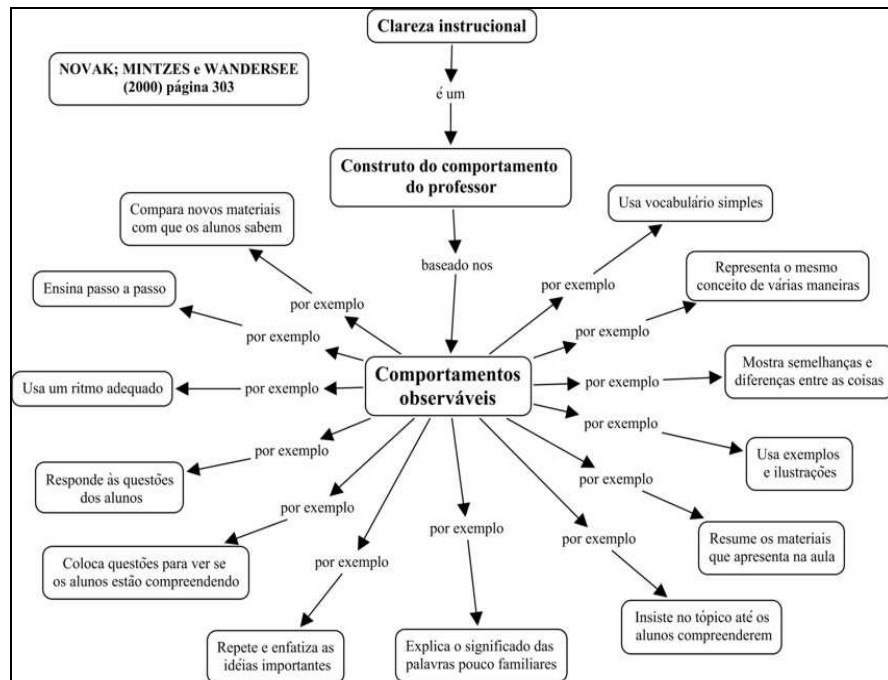 Clareza instrucional
NOVAK; MINTZES e WANDERSEE
(2000) página 303
é um
Construto do comportamento
do professor
baseado nos
Comportamentos
observáveis
por exemplo
Compara novos materiais
com que os alunos sabem
por exemplo
Ensina passo a passo
por exemplo
Usa um ritmo adequado
por exemplo
Responde às questões
dos alunos
por exemplo
Coloca questões para ver se
os alunos estão compreendendo
por exemplo
Repete e enfatiza as
idéias importantes
por exemplo
Explica o significado das
palavras pouco familiares
por exemplo
Insiste no tópico até os
alunos compreenderem
por exemplo
Resume os materiais
que apresenta na aula
por exemplo
Usa exemplos
e ilustrações
por exemplo
Mostra semelhanças e
diferenças entre as coisas
por exemplo
Representa o mesmo
conceito de várias maneiras
por exemplo
Usa vocabulário simples